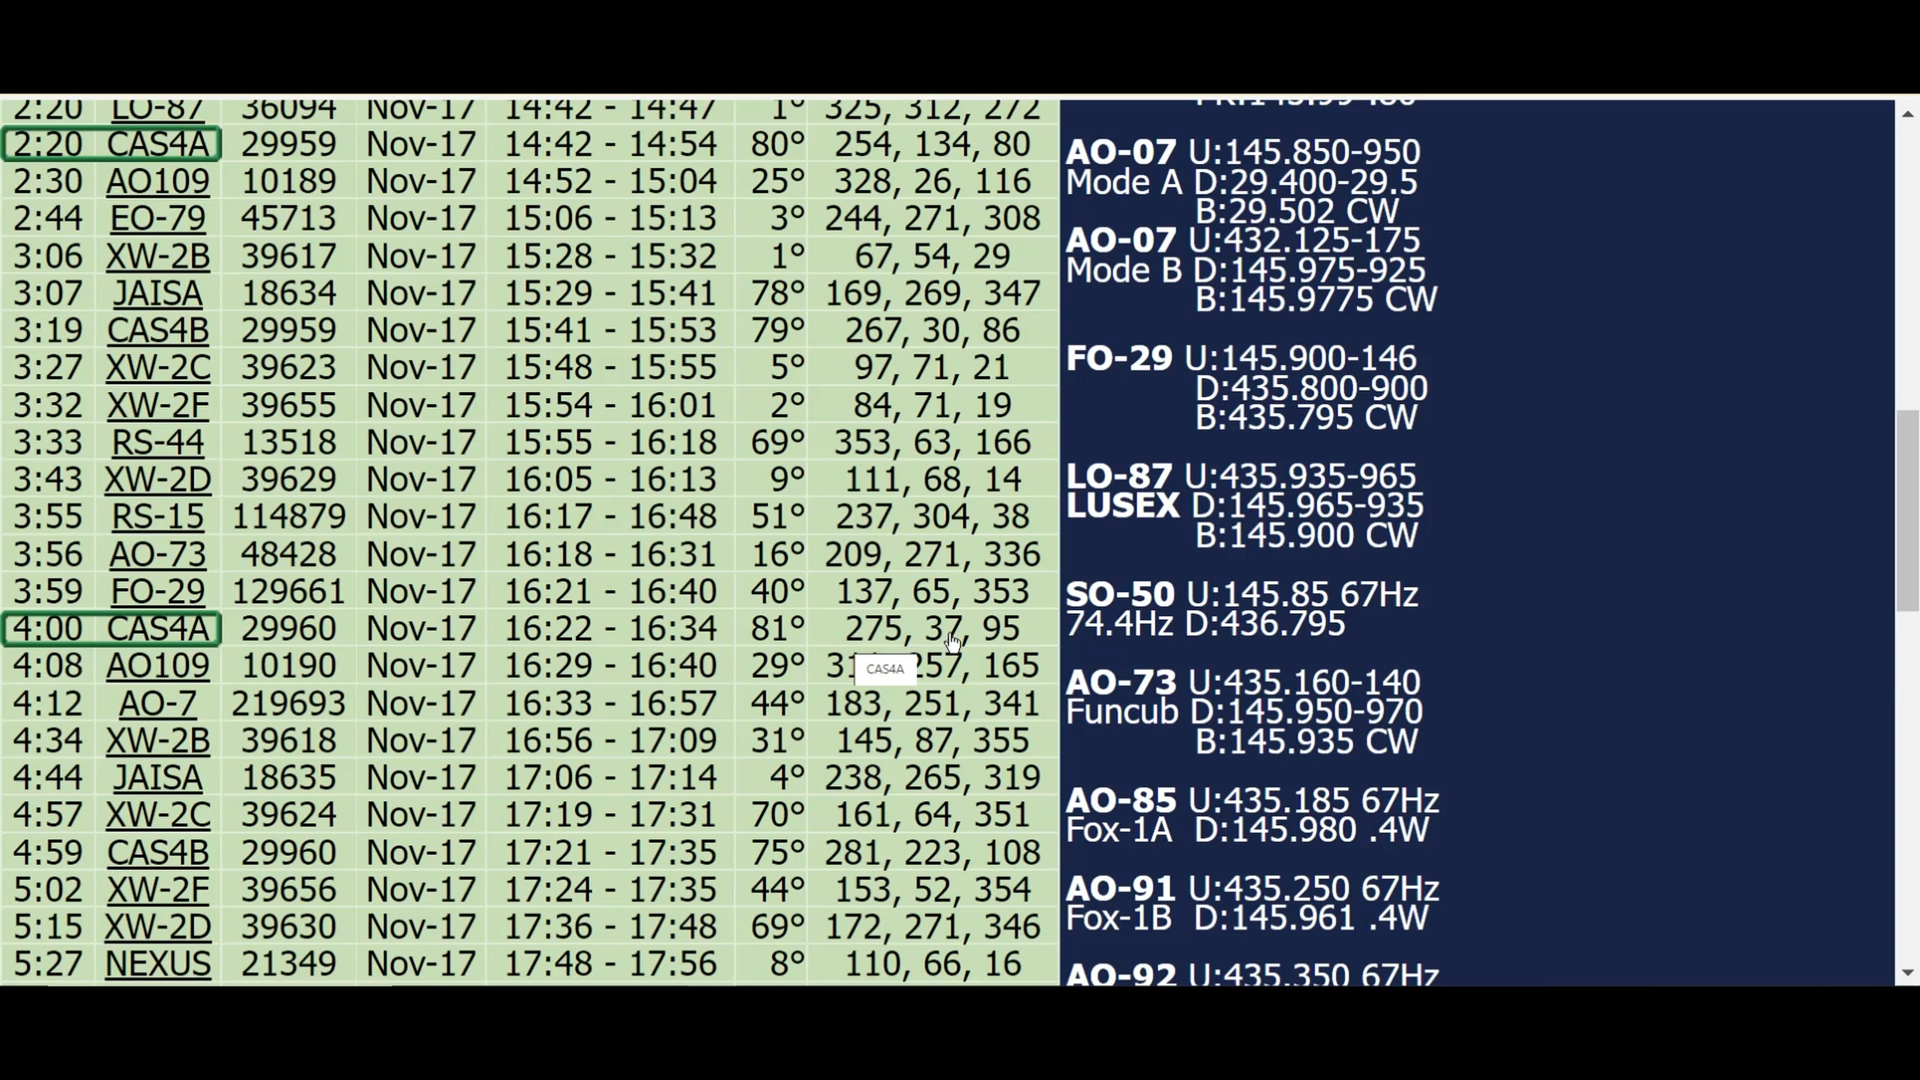 2:20 LO-87 36094 Nov-17 14:42 - 14:47 1° 325, 312, 272
2:20 CAS4A 29959 Nov-17 14:42 - 14:54 80° 254, 134, 80
2:30 AO109 10189 Nov-17 14:52 - 15:04 25° 328, 26, 116
2:44 EO-79 45713 Nov-17 15:06 - 15:13 3° 244, 271, 308
3:06 XW-2B 39617 Nov-17 15:28 - 15:32 1° 67, 54, 29
3:07 JAISA 18634 Nov-17 15:29 - 15:41 78° 169, 269, 347
3:19 CAS4B 29959 Nov-17 15:41 - 15:53 79° 267, 30, 86
3:27 XW-2C 39623 Nov-17 15:48 - 15:55 5° 97, 71, 21
3:32 XW-2F 39655 Nov-17 15:54 - 16:01 2° 84, 71, 19
3:33 RS-44 13518 Nov-17 15:55 - 16:18 69° 353, 63, 166
3:43 XW-2D 39629 Nov-17 16:05 - 16:13 9° 111, 68, 14
3:55 RS-15 114879 Nov-17 16:17 - 16:48 51° 237, 304, 38
3:56 AO-73 48428 Nov-17 16:18 - 16:31 16° 209, 271, 336
3:59 FO-29 129661 Nov-17 16:21 - 16:40 40° 137, 65, 353
4:00 CAS4A 29960 Nov-17 16:22 - 16:34 81° 275, 37, 95
4:08 AO109 10190 Nov-17 16:29 - 16:40 29° 257, 165
CAS4A
4:12 AO-7 219693 Nov-17 16:33 - 16:57 44° 183, 251, 341
4:34 XW-2B 39618 Nov-17 16:56 - 17:09 31° 145, 87, 355
4:44 JAISA 18635 Nov-17 17:06 - 17:14 4° 238, 265, 319
4:57 XW-2C 39624 Nov-17 17:19 - 17:31 70° 161, 64, 351
4:59 CAS4B 29960 Nov-17 17:21 - 17:35 75° 281, 223, 108
5:02 XW-2F 39656 Nov-17 17:24 - 17:35 44° 153, 52, 354
5:15 XW-2D 39630 Nov-17 17:36 - 17:48 69° 172, 271, 346
5:27 NEXUS 21349 Nov-17 17:48 - 17:56 8° 110, 66, 16
AO-07 U:145.850-950
Mode A D:29.400-29.5
B:29.502 CW
AO-07 U:432.125-175
Mode B D:145.975-925
B:145.9775 CW
FO-29 U:145.900-146
D:435.800-900
B:435.795 CW
LO-87 U:435.935-965
LUSEX D:145.965-935
B:145.900 CW
SO-50 U:145.85 67Hz
74.4Hz D:436.795
AO-73 U:435.160-140
Funcub D:145.950-970
B:145.935 CW
AO-85 U:435.185 67Hz
Fox-1A D:145.980 .4W
AO-91 U:435.250 67Hz
Fox-1B D:145.961 .4W
AO-92 U:435.350 67Hz